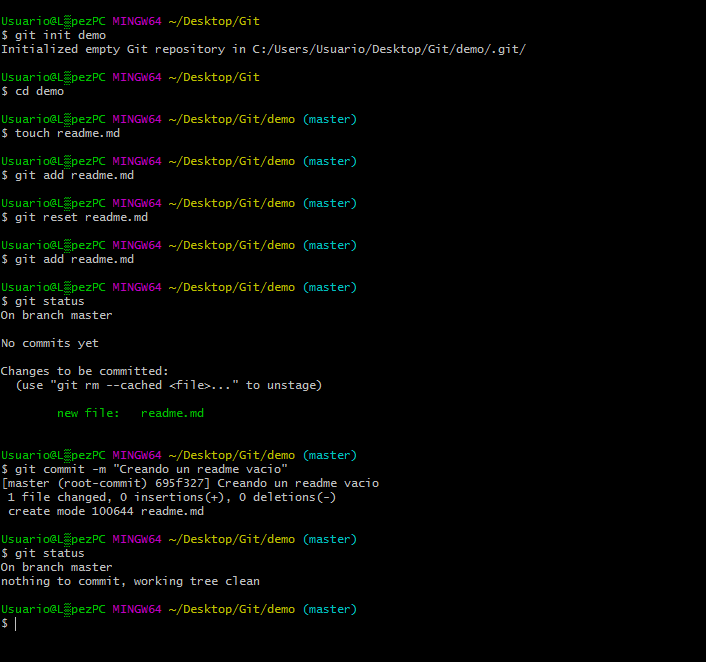 Usuario@L▒pezPC MINGW64 ~/Desktop/Git
$ git init demo
Initialized empty Git repository in C:/Users/Usuario/Desktop/Git/demo/.git/
Usuario@L▒pezPC MINGW64 ~/Desktop/Git
$ cd demo
Usuario@L▒pezPC MINGW64 ~/Desktop/Git/demo (master)
$ touch readme.md
Usuario@L▒pezPC MINGW64 ~/Desktop/Git/demo (master)
$ git add readme.md
Usuario@L▒pezPC MINGW64 ~/Desktop/Git/demo (master)
$ git reset readme.md
Usuario@L▒pezPC MINGW64 ~/Desktop/Git/demo (master)
$ git add readme.md
Usuario@L▒pezPC MINGW64 ~/Desktop/Git/demo (master)
$ git status
On branch master
No commits yet
Changes to be committed:
  (use "git rm --cached <file>..." to unstage)
        new file:   readme.md
Usuario@L▒pezPC MINGW64 ~/Desktop/Git/demo (master)
$ git commit -m "Creando un readme vacio"
[master (root-commit) 695f327] Creando un readme vacio
 1 file changed, 0 insertions(+), 0 deletions(-)
 create mode 100644 readme.md
Usuario@L▒pezPC MINGW64 ~/Desktop/Git/demo (master)
$ git status
On branch master
nothing to commit, working tree clean
Usuario@L▒pezPC MINGW64 ~/Desktop/Git/demo (master)
$